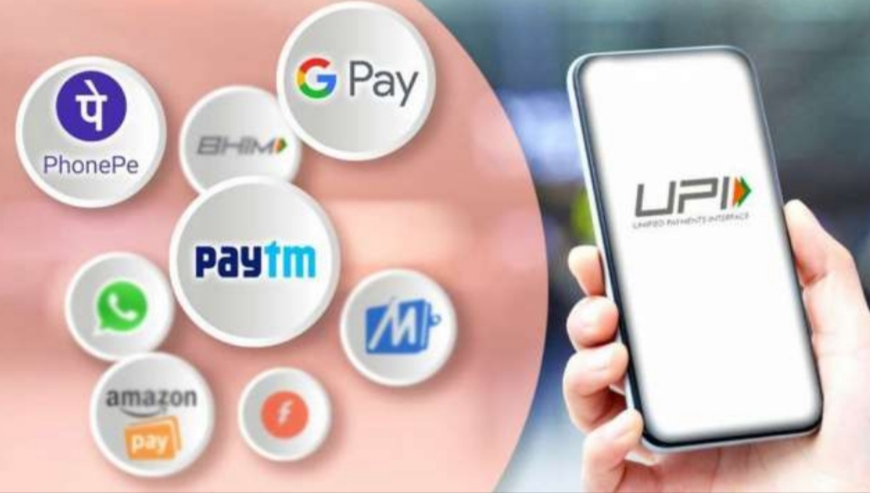 G Pay
पे
PhonePe
BHIM
paytm
UPI
UNIFIED PAYMENTS INTERFACE
M
amazon
pay
f